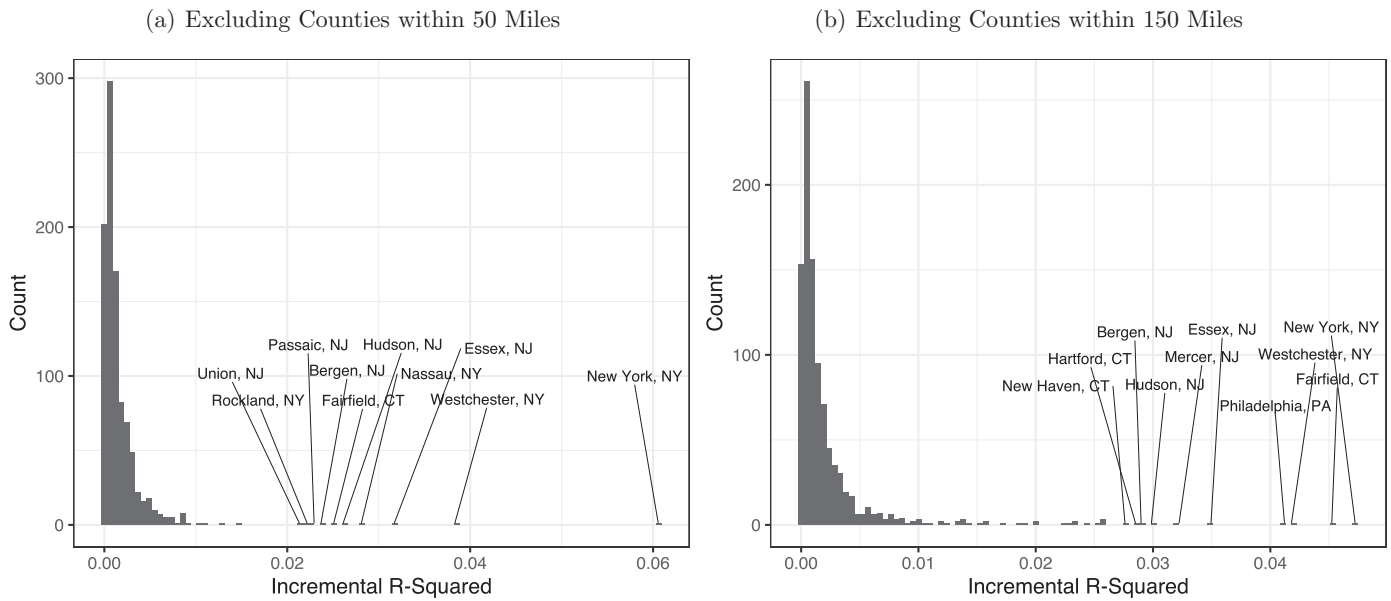 (a) Excluding Counties within 50 Miles
300
200
100
0
Count
Passaic, NJ
Hudson, NJ
Essex, NJ
Union, NJ
Bergen, NJ
Nassau, NY
New York, NY
Rockland, NY
Fairfield, CT
Westchester, NY
0.00
0.02
0.04
0.06
Incremental R-Squared
(b) Excluding Counties within 150 Miles
200
100
0
Count
Bergen, NJ
Essex, NJ
New York, NY
Hartford, CT
Mercer, NJ
Westchester, NY
New Haven, CT
Hudson, NJ
Fairfield, CT
Philadelphia, PA
0.00
0.01
0.02
0.03
0.04
Incremental R-Squared